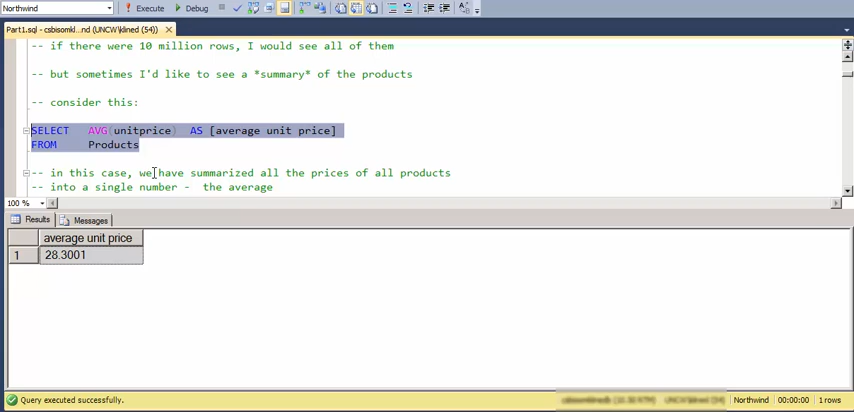 Northwind Execute Debug
Part1.sql - csbisomkl...nd (UNCW\klined (54))
-- if there were 10 million rows, I would see all of them
-- but sometimes I'd like to see a *summary* of the products
-- consider this:
SELECT AVG(unitprice) AS [average unit price]
FROM Products
-- in this case, we have summarized all the prices of all products
-- into a single number - the average
100 %
Results Messages
average unit price
1 28.3001
Query executed successfully. Northwind 00:00:00 1 rows